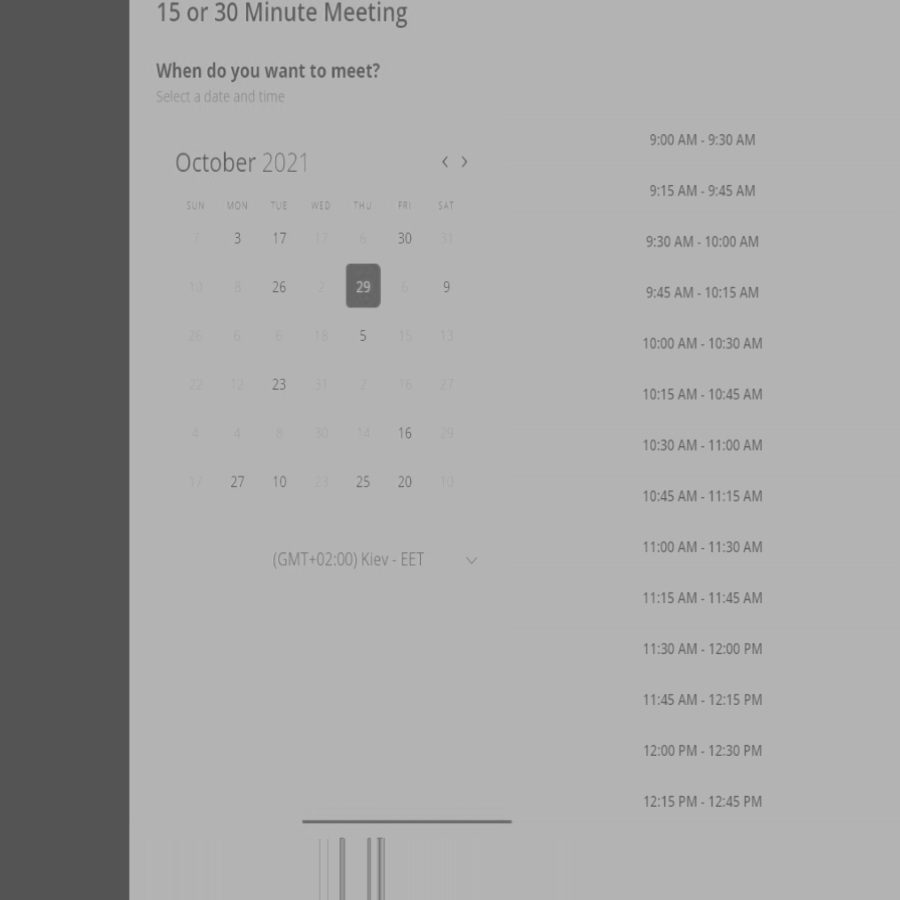 15 or 30 Minute Meeting
When do you want to meet?
Select a date and time
October 2021
SUN MON TUE WED THU FRI SAT
7 3 17 17 6 30 31
10 8 26 2 29 6 9
26 6 6 18 5 15 13
22 12 23 31 2 16 27
4 4 8 30 14 16 29
17 27 10 23 25 20 10
(GMT+02:00) Kiev - EET
9:00 AM - 9:30 AM
9:15 AM - 9:45 AM
9:30 AM - 10:00 AM
9:45 AM - 10:15 AM
10:00 AM - 10:30 AM
10:15 AM - 10:45 AM
10:30 AM - 11:00 AM
10:45 AM - 11:15 AM
11:00 AM - 11:30 AM
11:15 AM - 11:45 AM
11:30 AM - 12:00 PM
11:45 AM - 12:15 PM
12:00 PM - 12:30 PM
12:15 PM - 12:45 PM